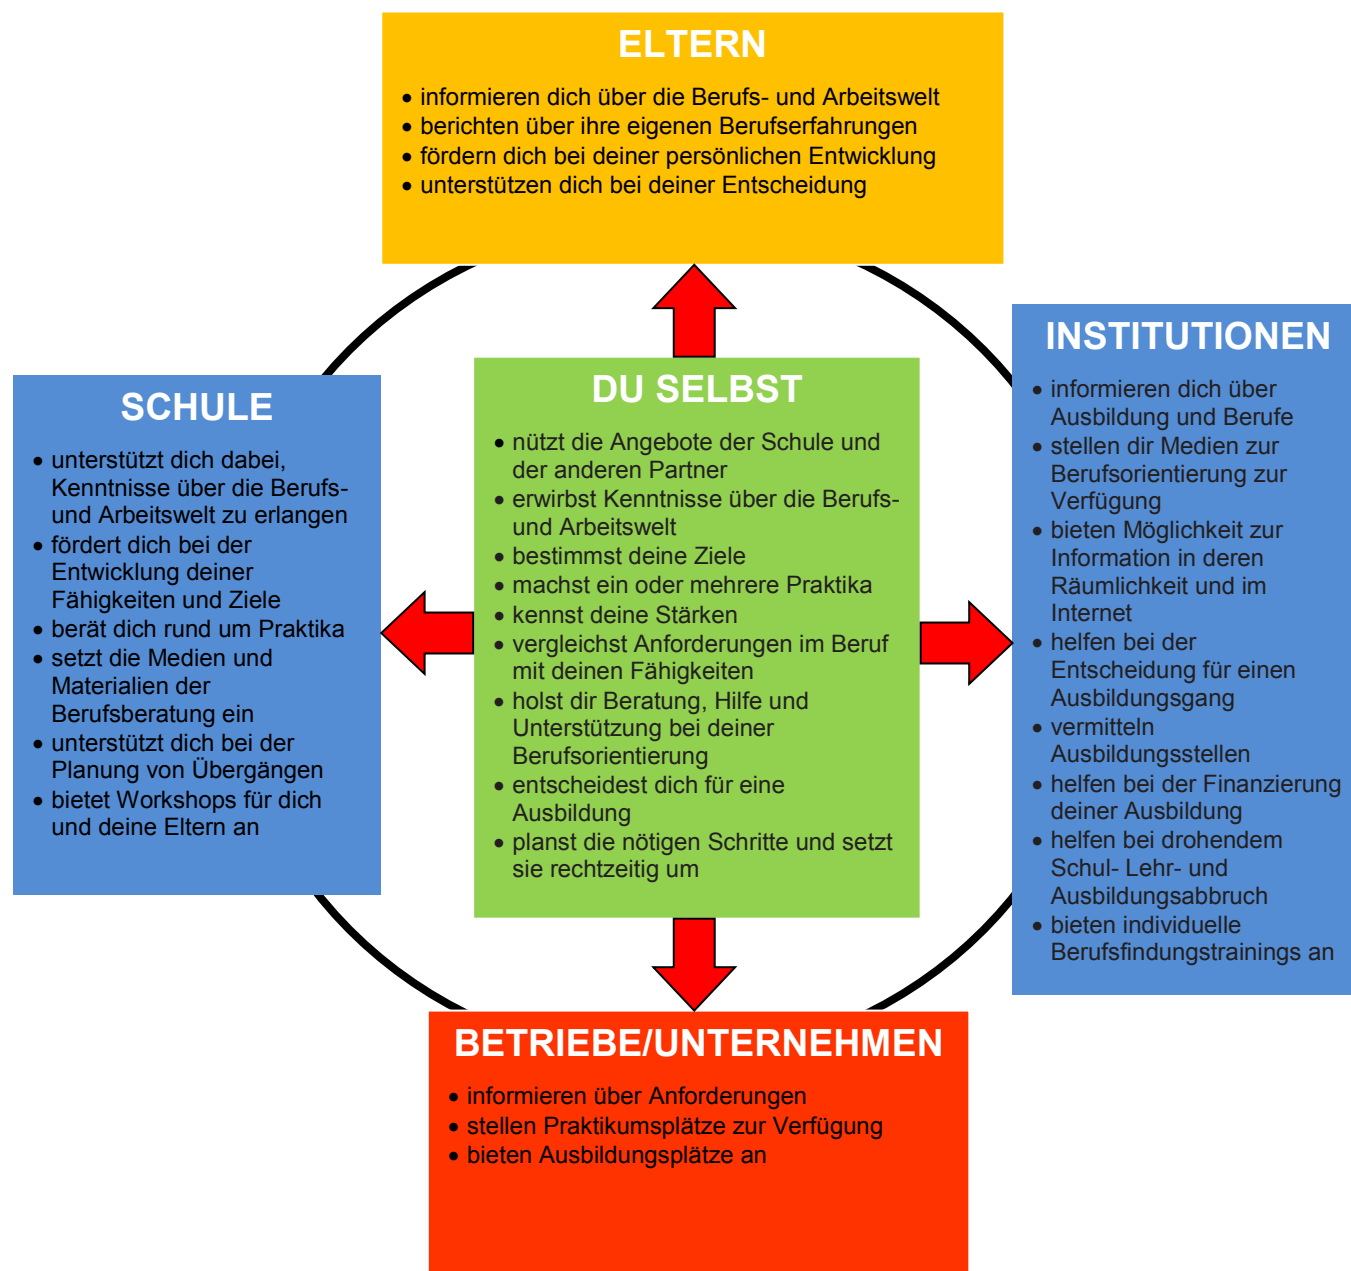 ELTERN
• informieren dich über die Berufs- und Arbeitswelt
• berichten über ihre eigenen Berufserfahrungen
• fördern dich bei deiner persönlichen Entwicklung
• unterstützen dich bei deiner Entscheidung
SCHULE
• unterstützt dich dabei,
Kenntnisse über die Berufs-
und Arbeitswelt zu erlangen
• fördert dich bei der
Entwicklung deiner
Fähigkeiten und Ziele
• berät dich rund um Praktika
• setzt die Medien und
Materialien der
Berufsberatung ein
• unterstützt dich bei der
Planung von Übergängen
• bietet Workshops für dich
und deine Eltern an
DU SELBST
• nützt die Angebote der Schule und
der anderen Partner
• erwirbst Kenntnisse über die Berufs-
und Arbeitswelt
• bestimmst deine Ziele
• machst ein oder mehrere Praktika
• kennst deine Stärken
• vergleichst Anforderungen im Beruf
mit deinen Fähigkeiten
• holst dir Beratung, Hilfe und
Unterstützung bei deiner
Berufsorientierung
• entscheidest dich für eine
Ausbildung
• planst die nötigen Schritte und setzt
sie rechtzeitig um
INSTITUTIONEN
• informieren dich über
Ausbildung und Berufe
• stellen dir Medien zur
Berufsorientierung zur
Verfügung
• bieten Möglichkeit zur
Information in deren
Räumlichkeit und im
Internet
• helfen bei der
Entscheidung für einen
Ausbildungsgang
• vermitteln
Ausbildungsstellen
• helfen bei der Finanzierung
deiner Ausbildung
• helfen bei drohendem
Schul- Lehr- und
Ausbildungsabbruch
• bieten individuelle
Berufsfindungstrainings an
BETRIEBE/UNTERNEHMEN
• informieren über Anforderungen
• stellen Praktikumsplätze zur Verfügung
• bieten Ausbildungsplätze an